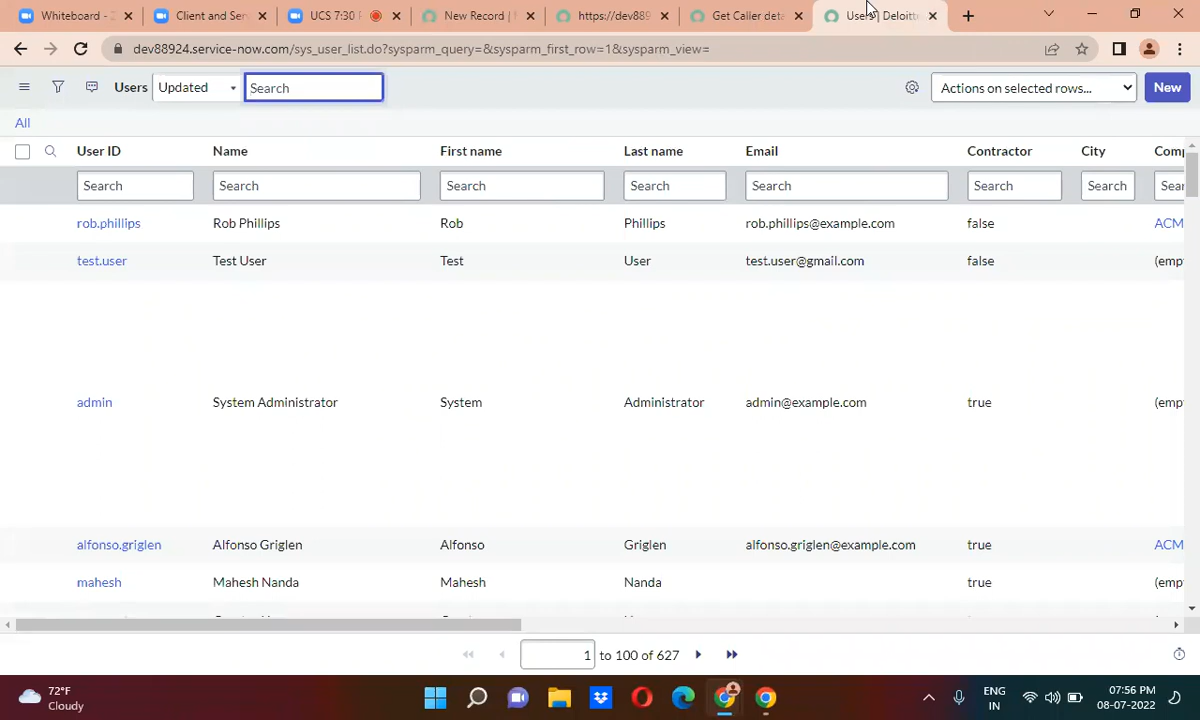 Whiteboard - Z
Client and Ser
UCS 7:30
New Record |
https://dev889
Get Caller deta
Users | Deloitte
dev88924.service-now.com/sys_user_list.do?sysparm_query=&sysparm_first_row=1&sysparm_view=
Users Updated Search Actions on selected rows... New
All
User ID Name First name Last name Email Contractor City Comp
Search Search Search Search Search Search Search Sear
rob.phillips Rob Phillips Rob Phillips rob.phillips@example.com false ACM
test.user Test User Test User test.user@gmail.com false (emp
admin System Administrator System Administrator admin@example.com true (emp
alfonso.griglen Alfonso Griglen Alfonso Griglen alfonso.griglen@example.com true ACM
mahesh Mahesh Nanda Mahesh Nanda true (emp
1 to 100 of 627
72°F
Cloudy
ENG
IN
07:56 PM
08-07-2022